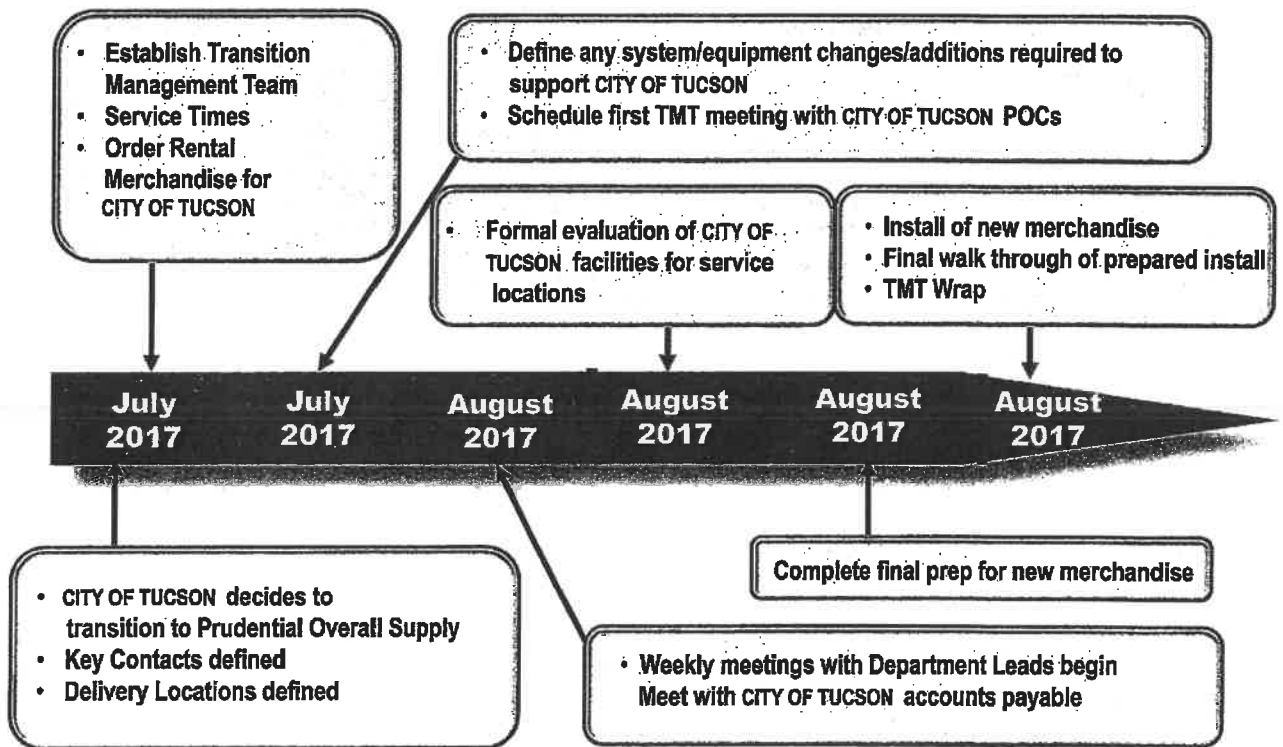 • Establish Transition
Management Team
• Service Times
• Order Rental
Merchandise for
CITY OF TUCSON
• Define any system/equipment changes/additions required to
support CITY OF TUCSON
• Schedule first TMT meeting with CITY OF TUCSON POCs
• Formal evaluation of CITY OF
TUCSON facilities for service
locations
• Install of new merchandise
• Final walk through of prepared install
• TMT Wrap
July
2017
July
2017
August
2017
August
2017
August
2017
August
2017
• CITY OF TUCSON decides to
transition to Prudential Overall Supply
• Key Contacts defined
• Delivery Locations defined
• Weekly meetings with Department Leads begin
Meet with CITY OF TUCSON accounts payable
Complete final prep for new merchandise